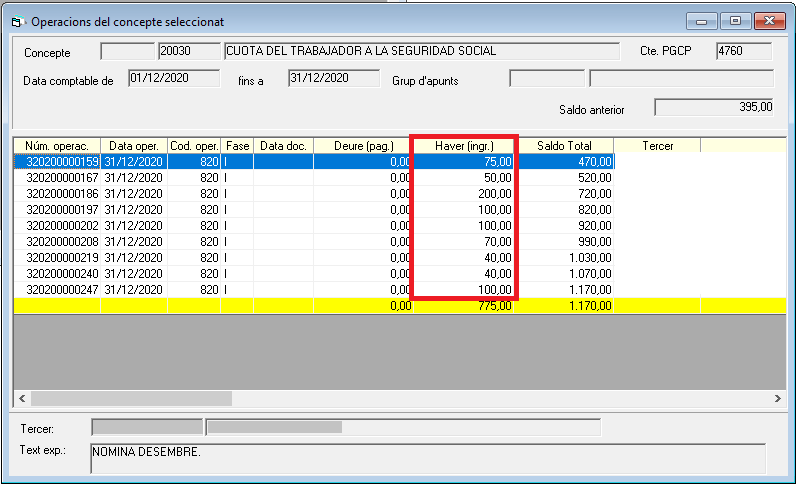 Operacions del concepte seleccionat
Concepte 20030 CUOTA DEL TRABAJADOR A LA SEGURIDAD SOCIAL Cte. PGCP 4760
Data comptable de 01/12/2020 fins a 31/12/2020 Grup d'apunts
Saldo anterior 395,00
Núm. operac. Data oper. Cod. oper. Fase Data doc. Deure (pag.) Haver (ingr.) Saldo Total Tercer
320200000159 31/12/2020 820 I 0,00 75,00 470,00
320200000167 31/12/2020 820 I 0,00 50,00 520,00
320200000186 31/12/2020 820 I 0,00 200,00 720,00
320200000197 31/12/2020 820 I 0,00 100,00 820,00
320200000202 31/12/2020 820 I 0,00 100,00 920,00
320200000208 31/12/2020 820 I 0,00 70,00 990,00
320200000219 31/12/2020 820 I 0,00 40,00 1.030,00
320200000240 31/12/2020 820 I 0,00 40,00 1.070,00
320200000247 31/12/2020 820 I 0,00 100,00 1.170,00
0,00 775,00 1.170,00
Tercer:
Text exp.: NOMINA DESEMBRE.